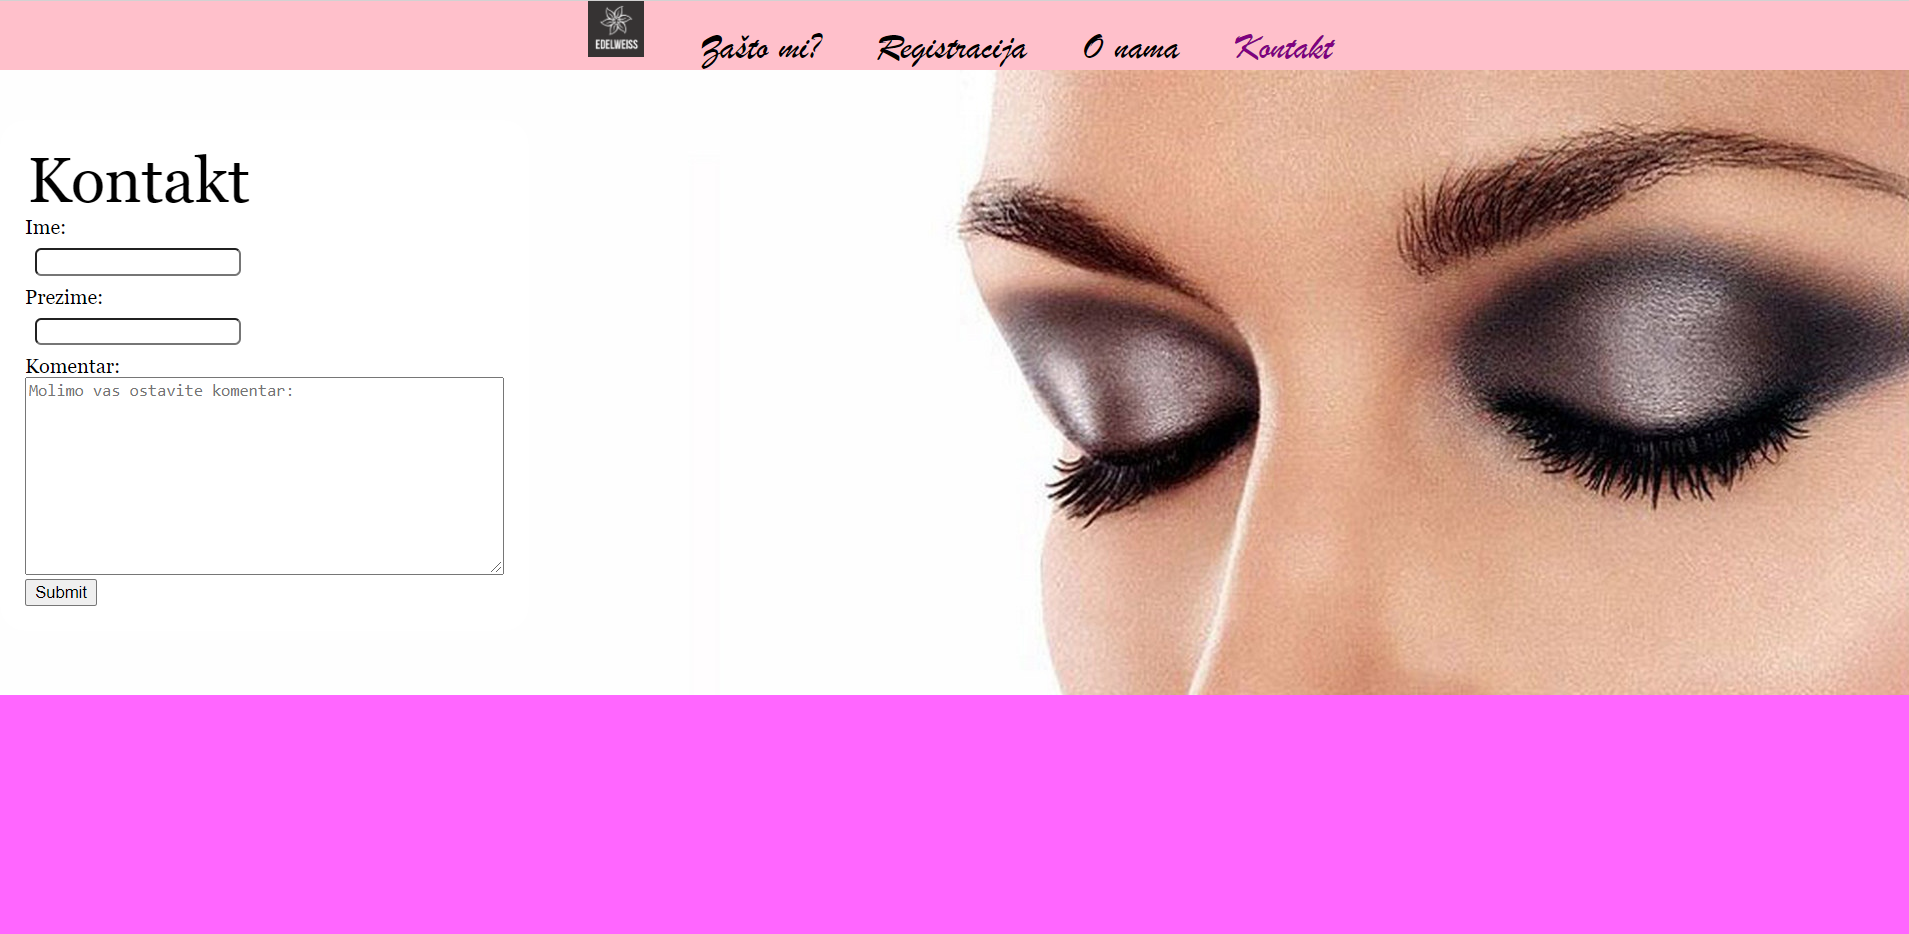 EDELWEISS
Zašto mi? Registracija O nama Kontakt
Kontakt
Ime:
Prezime:
Komentar:
Molimo vas ostavite komentar:
Submit